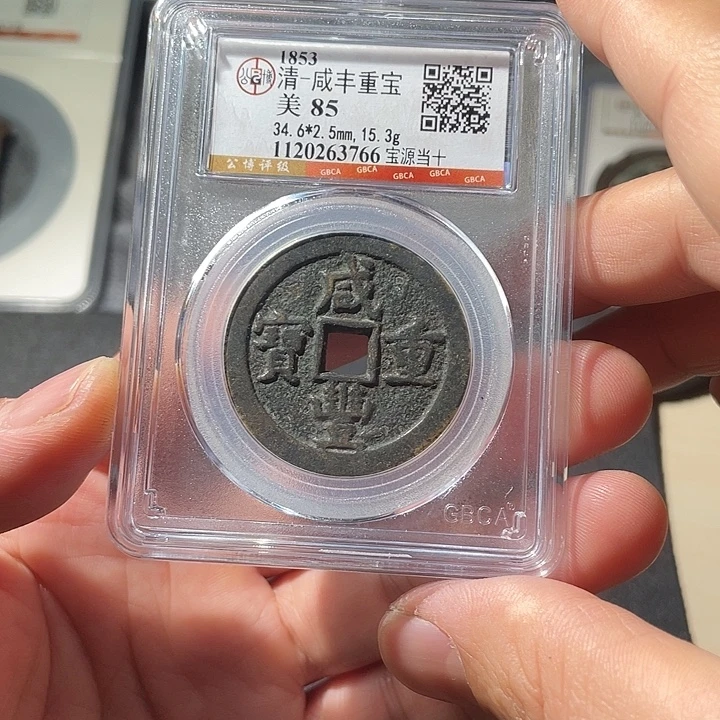 1853
清-咸丰重宝
美 85
34.6*2.5mm, 15.3g
1120263766 宝源当十
公博评级 GBCA GBCA GBCA GBCA GBCA
咸
寶 重
豐
GBCA